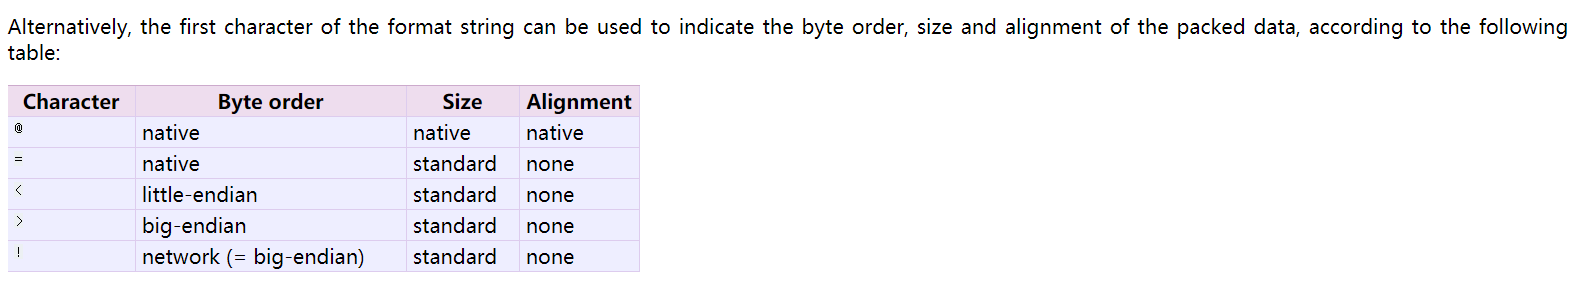 Alternatively, the first character of the format string can be used to indicate the byte order, size and alignment of the packed data, according to the following
table:
Character Byte order Size Alignment
@ native native native
= native standard none
< little-endian standard none
> big-endian standard none
! network (= big-endian) standard none